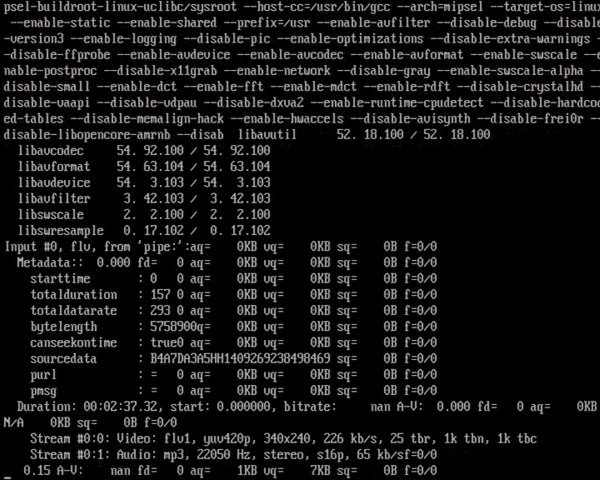 psel-buildroot-linux-uclibc/sysroot --host-cc=/usr/bin/gcc --arch=mipsel --target-os=linux
 --enable-static --enable-shared --prefix=/usr --enable-avfilter --disable-debug --disable
-version3 --enable-logging --disable-pic --enable-optimizations --disable-extra-warnings -
-disable-ffprobe --enable-avdevice --enable-avcodec --enable-avformat --enable-swscale --e
nable-postproc --disable-x11grab --enable-network --disable-gray --enable-swscale-alpha --
disable-small --enable-dct --enable-fft --enable-mdct --enable-rdft --disable-crystalhd --
disable-vaapi --disable-vdpau --disable-dxva2 --enable-runtime-cpudetect --disable-hardcod
ed-tables --disable-memalign-hack --enable-hwaccels --disable-avisynth --disable-frei0r --
disable-libopencore-amrnb --disab  libavutil     52. 18.100 / 52. 18.100
  libavcodec     54. 92.100 / 54. 92.100
  libavformat    54. 63.104 / 54. 63.104
  libavdevice    54.  3.103 / 54.  3.103
  libavfilter     3. 42.103 /  3. 42.103
  libswscale      2.  2.100 /  2.  2.100
  libswresample   0. 17.102 /  0. 17.102
Input #0, flv, from 'pipe:':aq=    0KB vq=    0KB sq=    0B f=0/0
  Metadata::  0.000 fd=   0 aq=    0KB vq=    0KB sq=    0B f=0/0
    starttime       : 0   0 aq=    0KB vq=    0KB sq=    0B f=0/0
    totalduration   : 157 0 aq=    0KB vq=    0KB sq=    0B f=0/0
    totaldatarate   : 293 0 aq=    0KB vq=    0KB sq=    0B f=0/0
    bytelength      : 5758900q=    0KB vq=    0KB sq=    0B f=0/0
    canseekontime   : true0 aq=    0KB vq=    0KB sq=    0B f=0/0
    sourcedata      : B4A7DA3A5HH1409269238498469 sq=    0B f=0/0
    purl            : =   0 aq=    0KB vq=    0KB sq=    0B f=0/0
    pmsg            : =   0 aq=    0KB vq=    0KB sq=    0B f=0/0
  Duration: 00:02:37.32, start: 0.000000, bitrate:    nan A-V:  0.000 fd=   0 aq=    0KB
N/A    0KB sq=    0B f=0/0
    Stream #0:0: Video: flv1, yuv420p, 340x240, 226 kb/s, 25 tbr, 1k tbn, 1k tbc
    Stream #0:1: Audio: mp3, 22050 Hz, stereo, s16p, 65 kb/sf=0/0
   0.15 A-V:    nan fd=   0 aq=    1KB vq=    7KB sq=    0B f=0/0